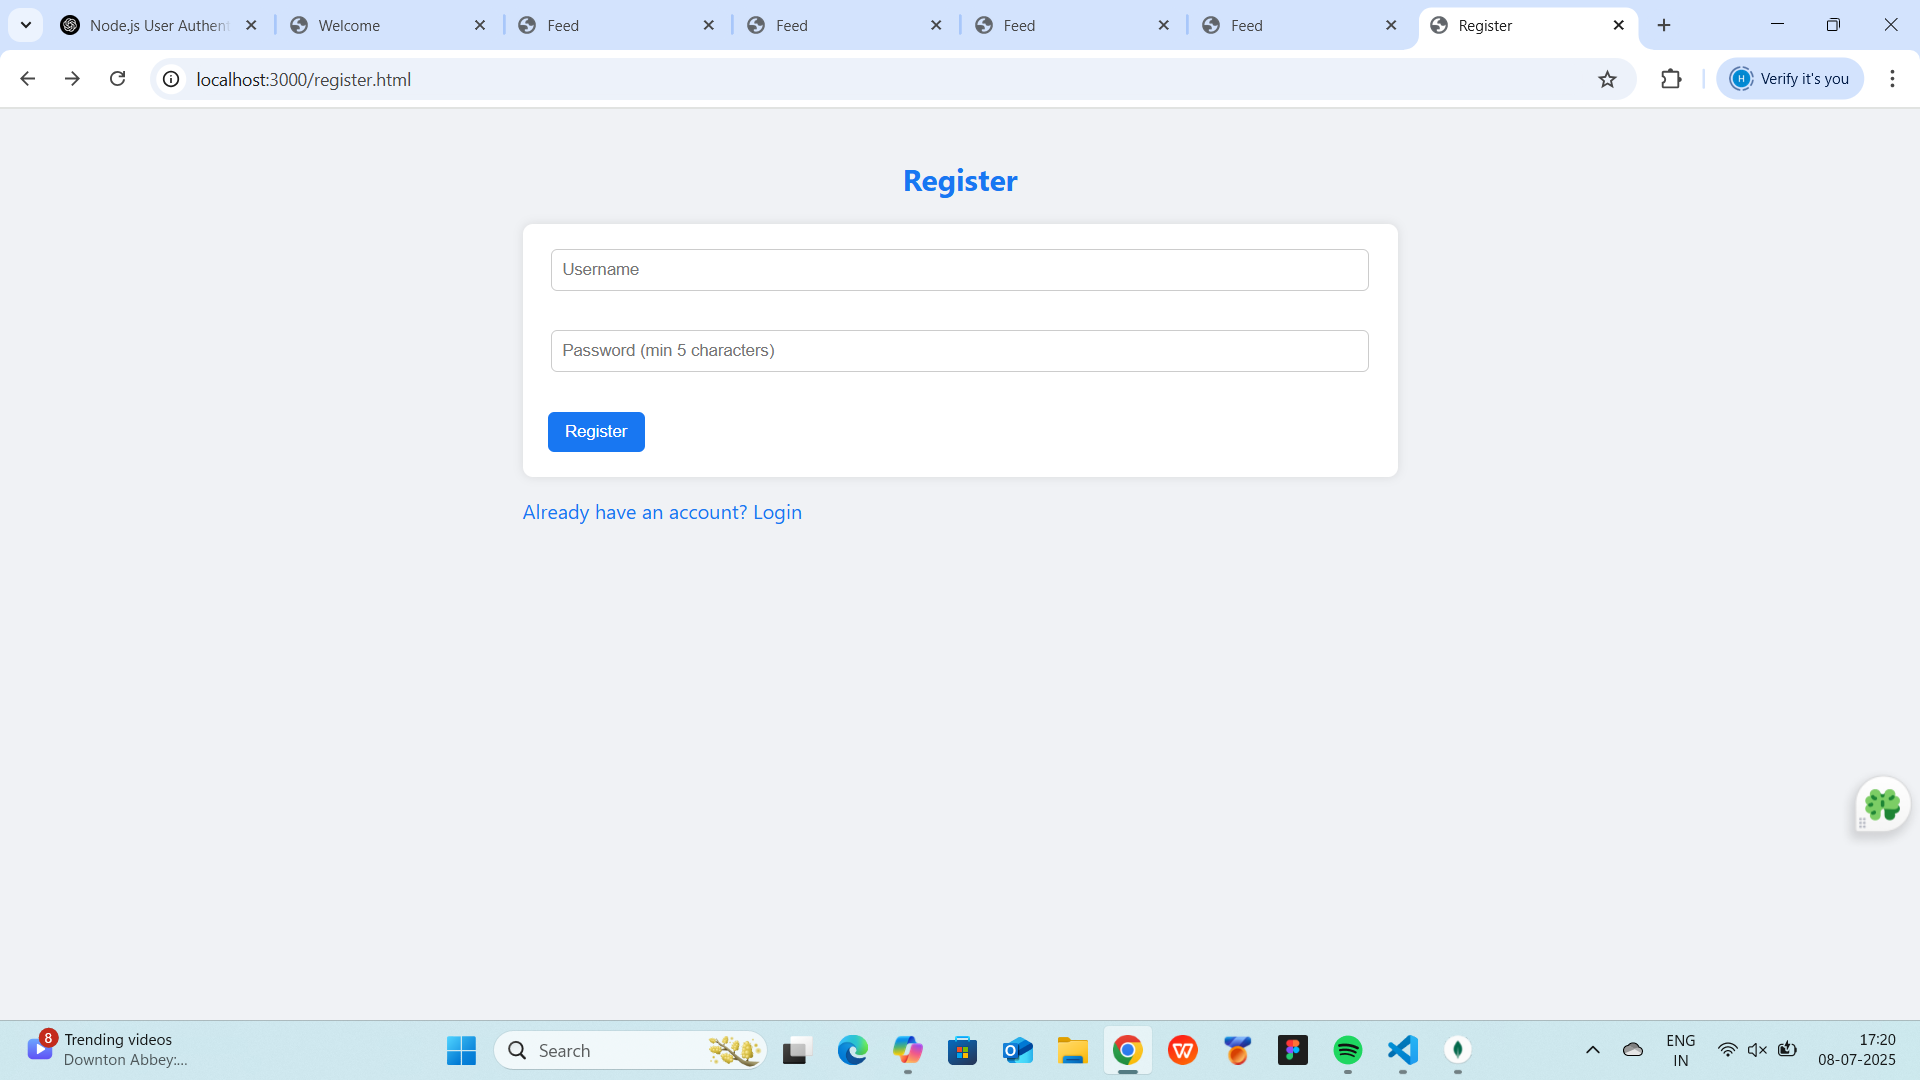 Node.js User Authent
Welcome
Feed
Feed
Feed
Feed
Register
localhost:3000/register.html
H
Verify it's you
Register
Username
Password (min 5 characters)
Register
Already have an account? Login
8
Trending videos
Downton Abbey:...
Search
ENG
IN
17:20
08-07-2025